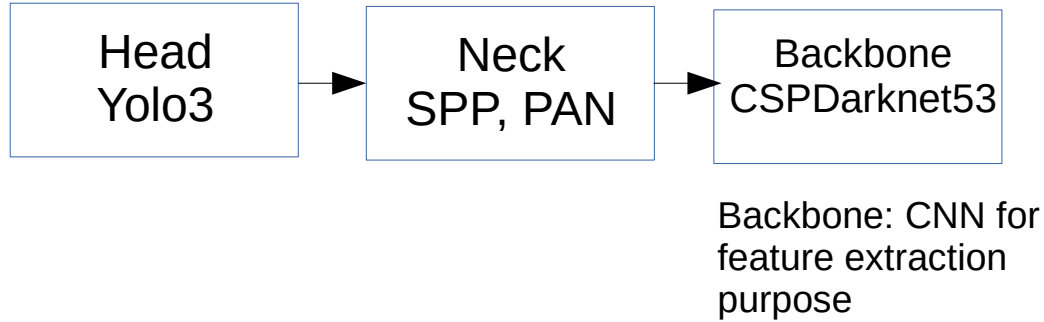 Head
Yolo3
Neck
SPP, PAN
Backbone
CSPDarknet53
Backbone: CNN for
feature extraction
purpose